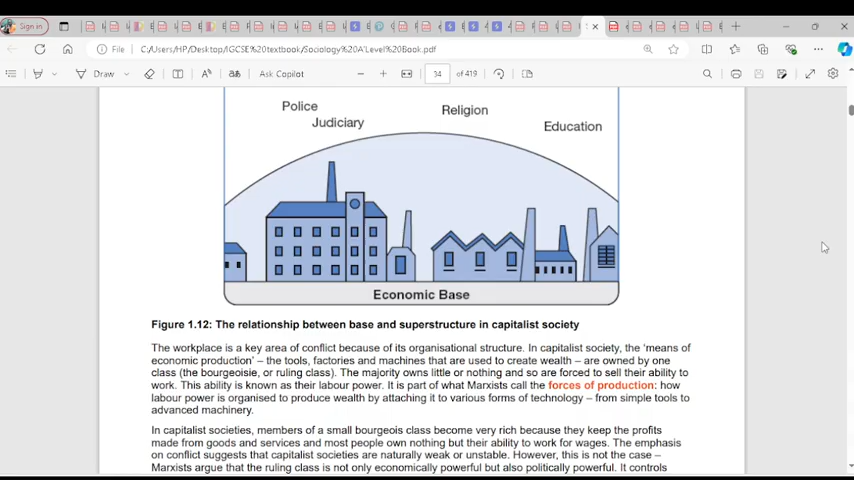 Sign in
File
C:/Users/HP/Desktop/IGCSE%20textbook/Sociology%20A'Level%20Book.pdf
Draw
Ask Copilot
34 of 419
Police
Religion
Judiciary
Education
Economic Base
Figure 1.12: The relationship between base and superstructure in capitalist society
The workplace is a key area of conflict because of its organisational structure. In capitalist society, the ‘means of
economic production’ – the tools, factories and machines that are used to create wealth – are owned by one
class (the bourgeoisie, or ruling class). The majority own little or nothing and so are forced to sell their ability to
work. This ability is known as their labour power. It is part of what Marxists call the forces of production: how
labour power is organised to produce wealth by attaching it to various forms of technology – from simple tools to
advanced machinery.
In capitalist societies, members of a small bourgeois class become very rich because they keep the profits
made from goods and services and most people own nothing but their ability to work for wages. The emphasis
on conflict suggests that capitalist societies are naturally weak or unstable. However, this is not the case –
Marxists argue that the ruling class is not only economically powerful but also politically powerful. It controls